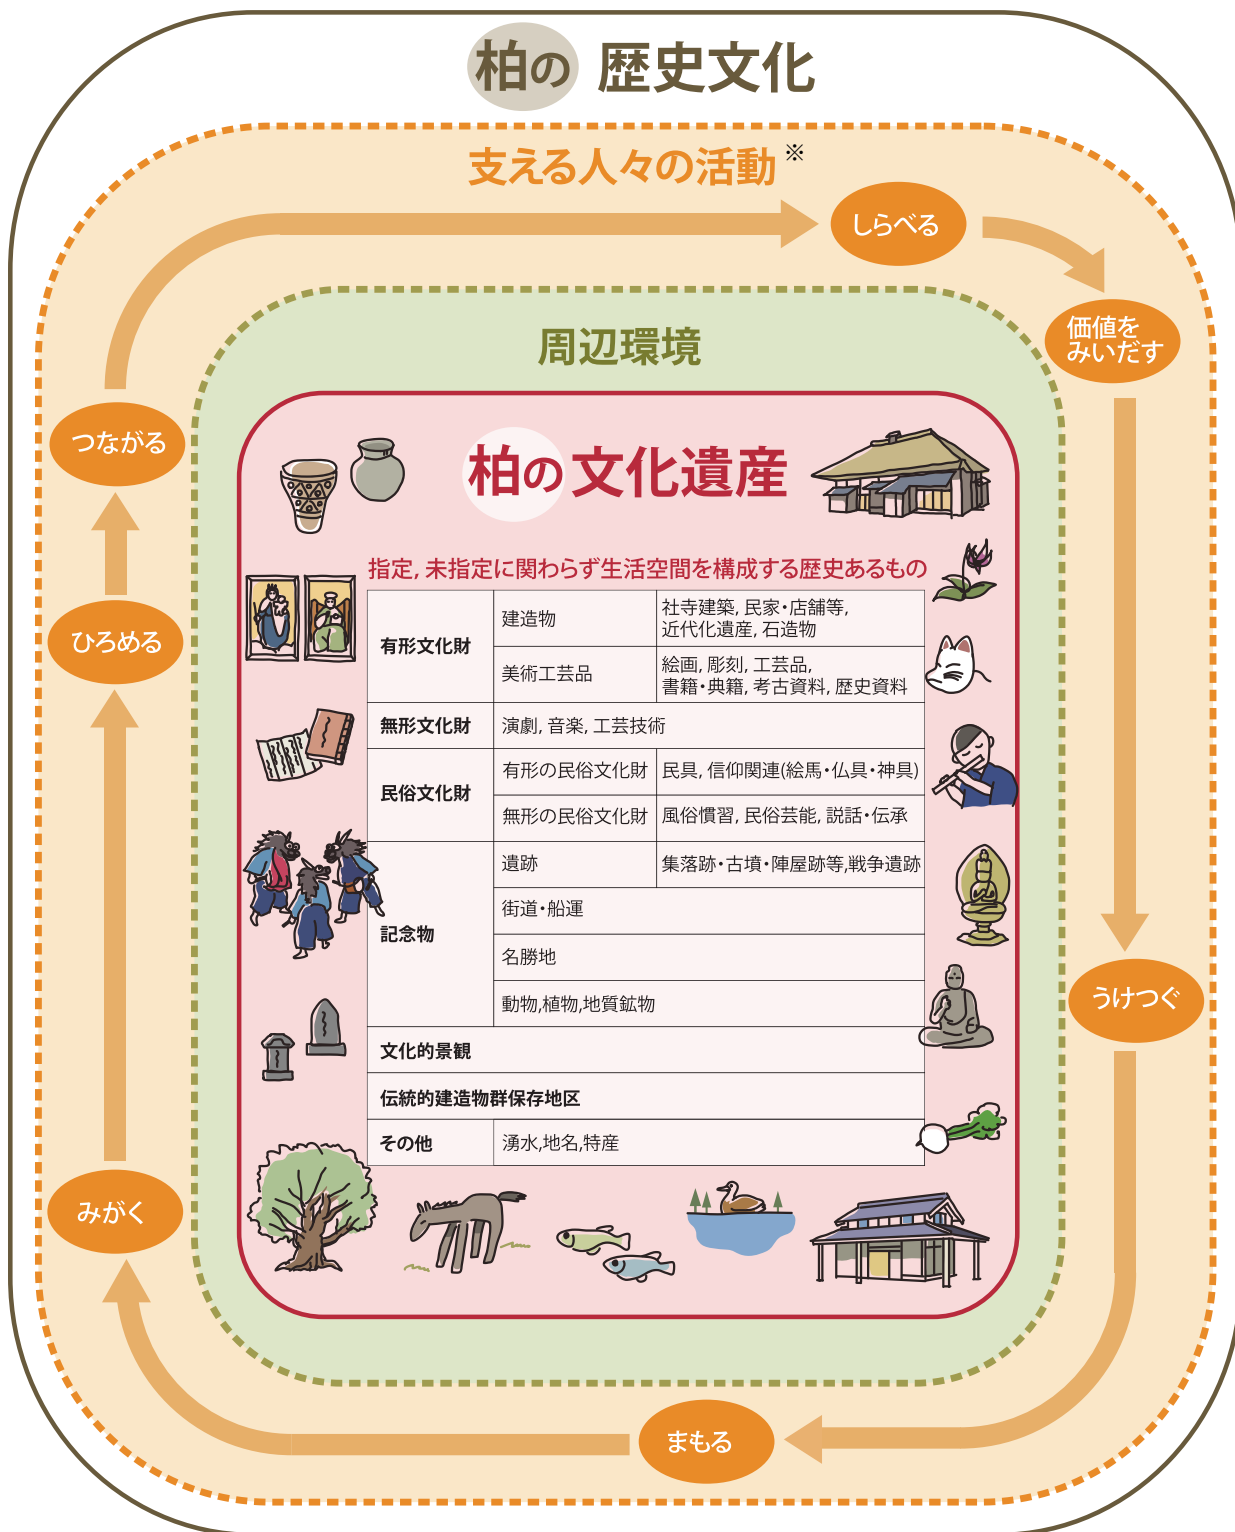 柏の 歴史文化
支える人々の活動※
しらべる
価値を
みいだす
つながる
ひろめる
みがく
うけつぐ
まもる
周辺環境
柏の文化遺産
指定, 未指定に関わらず生活空間を構成する歴史あるもの
有形文化財
建造物
社寺建築, 民家・店舗等,
近代化遺産, 石造物
美術工芸品
絵画, 彫刻, 工芸品,
書籍・典籍, 考古資料, 歴史資料
無形文化財
演劇, 音楽, 工芸技術
民俗文化財
有形の民俗文化財
民具, 信仰関連(絵馬・仏具・神具)
無形の民俗文化財
風俗慣習, 民俗芸能, 説話・伝承
記念物
遺跡
集落跡・古墳・陣屋跡等,戦争遺跡
街道・船運
名勝地
動物,植物,地質鉱物
文化的景観
伝統的建造物群保存地区
その他
湧水,地名,特産